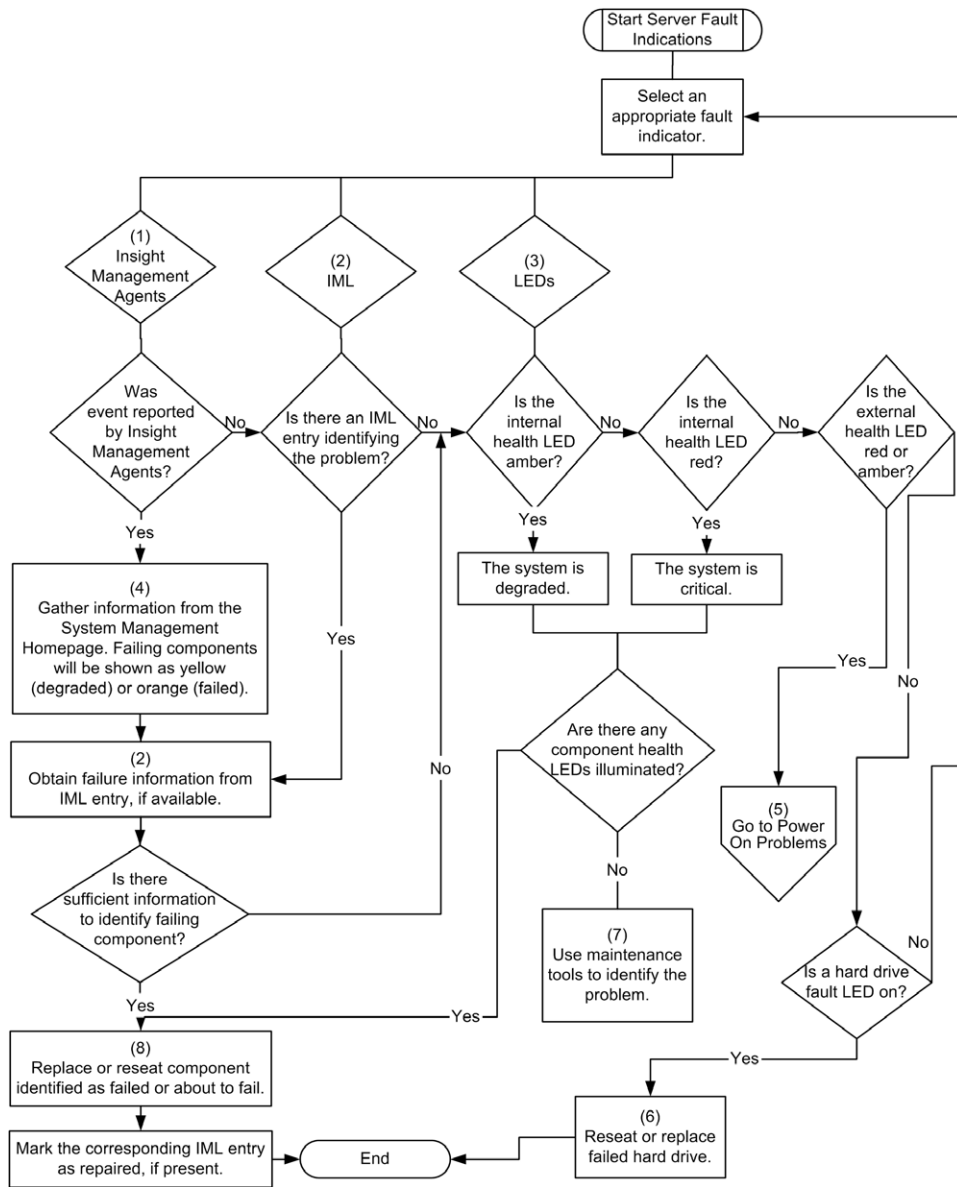 Start Server Fault
Indications
Select an
appropriate fault
indicator.
(1)
Insight
Management
Agents
(2)
IML
(3)
LEDs
Was
event reported
by Insight
Management
Agents?
No
Is there an IML
entry identifying
the problem?
No
Is the
internal
health LED
amber?
No
Is the
internal
health LED
red?
No
Is the
external
health LED
red or
amber?
Yes
Yes
Yes
(4)
Gather information from the
System Management
Homepage. Failing components
will be shown as yellow
(degraded) or orange (failed).
The system is
degraded.
The system is
critical.
Yes
Yes
No
Are there any
component health
LEDs illuminated?
(2)
Obtain failure information from
IML entry, if available.
No
(5)
Go to Power
On Problems
Is there
sufficient information
to identify failing
component?
No
(7)
Use maintenance
tools to identify the
problem.
No
Is a hard drive
fault LED on?
Yes
Yes
(8)
Replace or reseat component
identified as failed or about to fail.
Yes
(6)
Reseat or replace
failed hard drive.
Mark the corresponding IML entry
as repaired, if present.
End